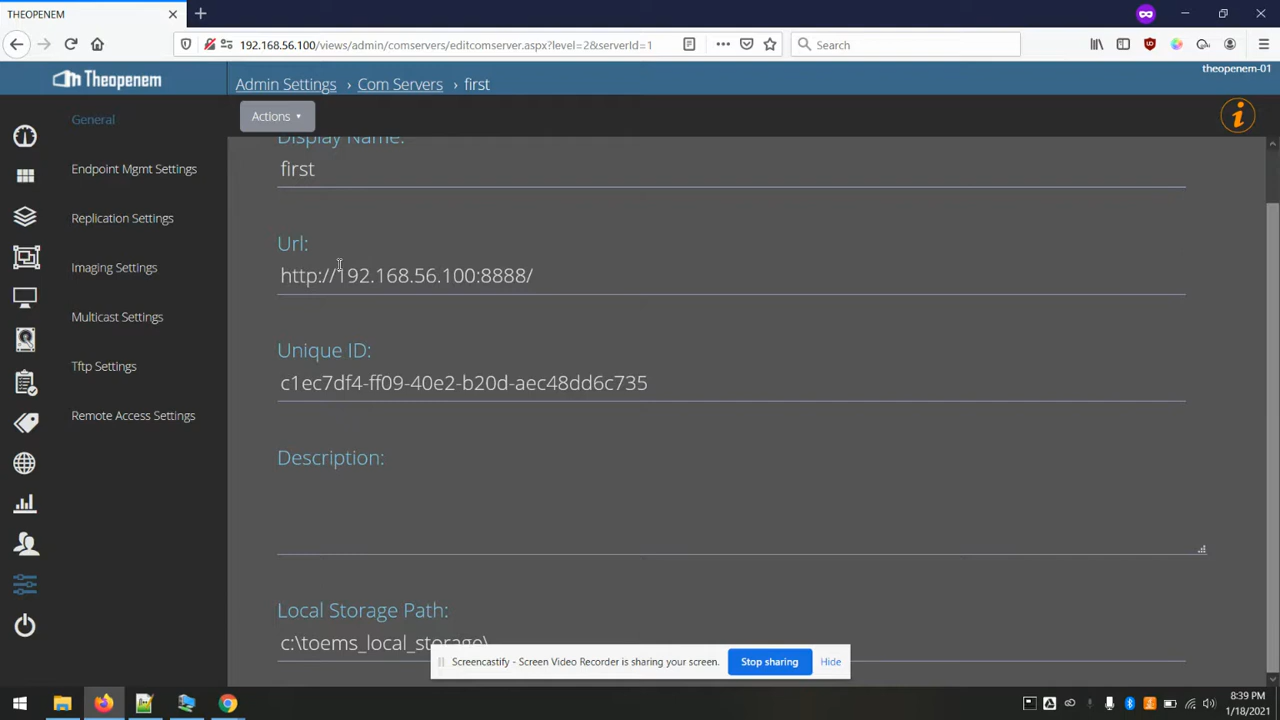 THEOPENEM
192.168.56.100/views/admin/comservers/editcomserver.aspx?level=2&serverId=1
Search
Theopenem
Admin Settings › Com Servers › first
theopenem-01
Actions
General
Endpoint Mgmt Settings
Replication Settings
Imaging Settings
Multicast Settings
Tftp Settings
Remote Access Settings
Display Name:
first
Url:
http://192.168.56.100:8888/
Unique ID:
c1ec7df4-ff09-40e2-b20d-aec48dd6c735
Description:
Local Storage Path:
c:\toems_local_storage\
Screencastify - Screen Video Recorder is sharing your screen.
Stop sharing
Hide
8:39 PM
1/18/2021